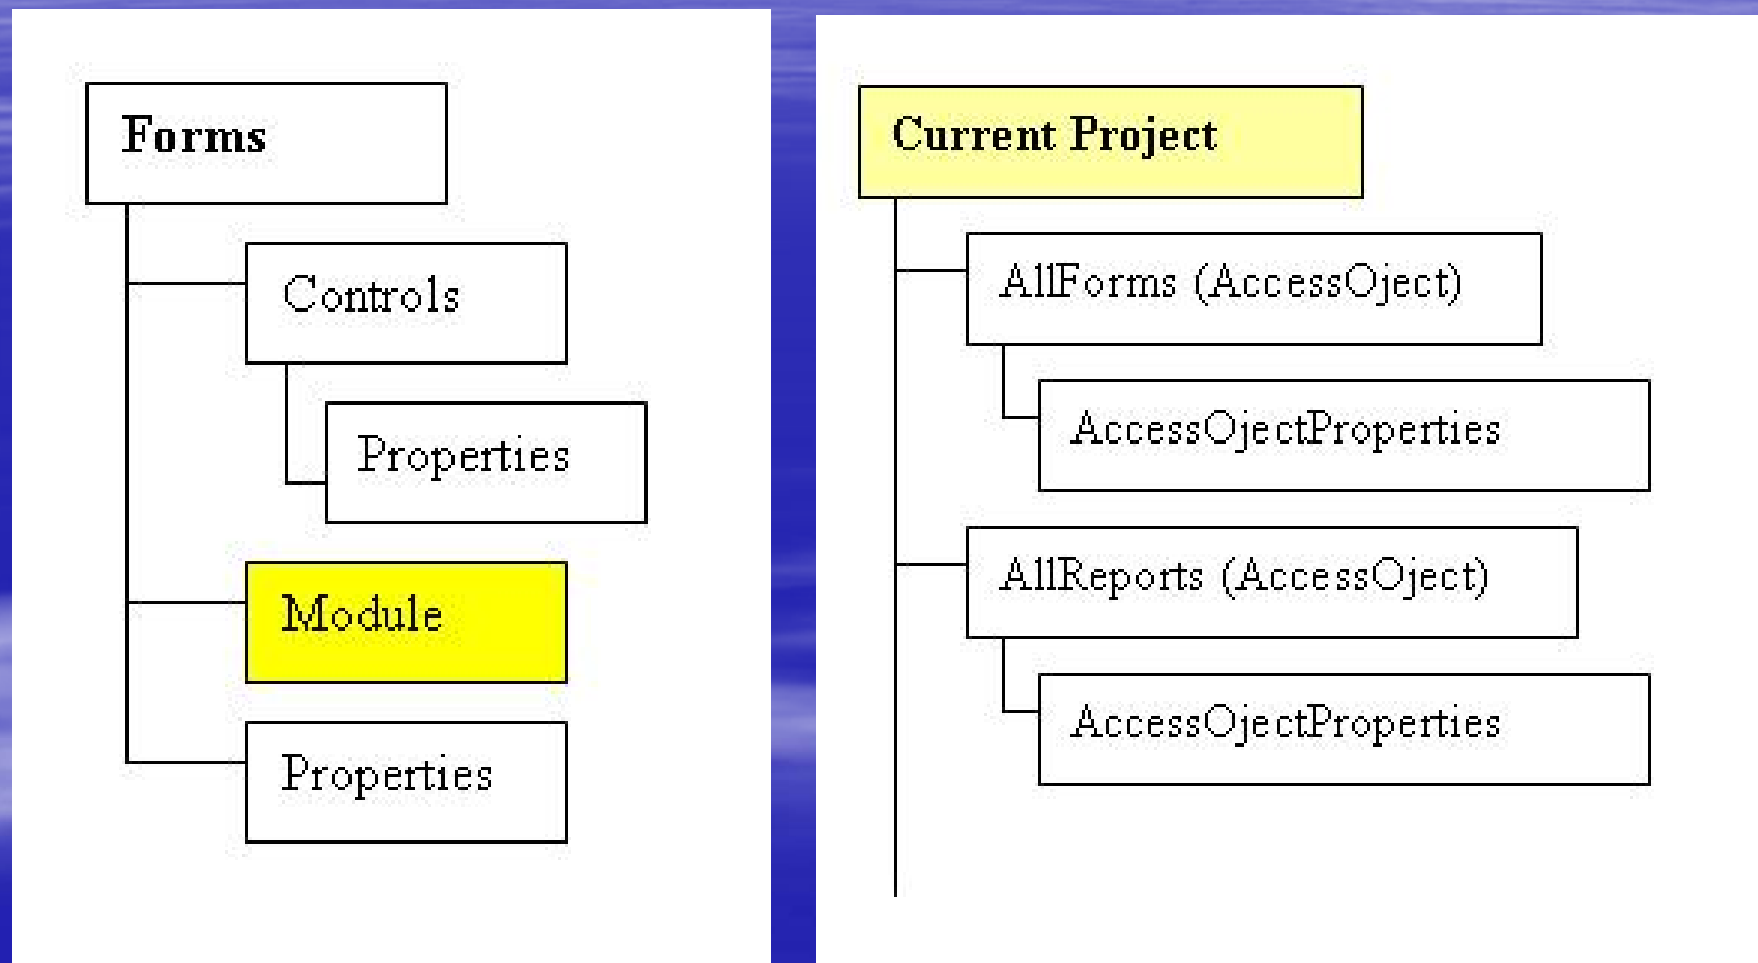 Forms
Controls
Properties
Module
Properties
Current Project
AllForms (AccessOject)
AccessOjectProperties
AllReports (AccessOject)
AccessOjectProperties